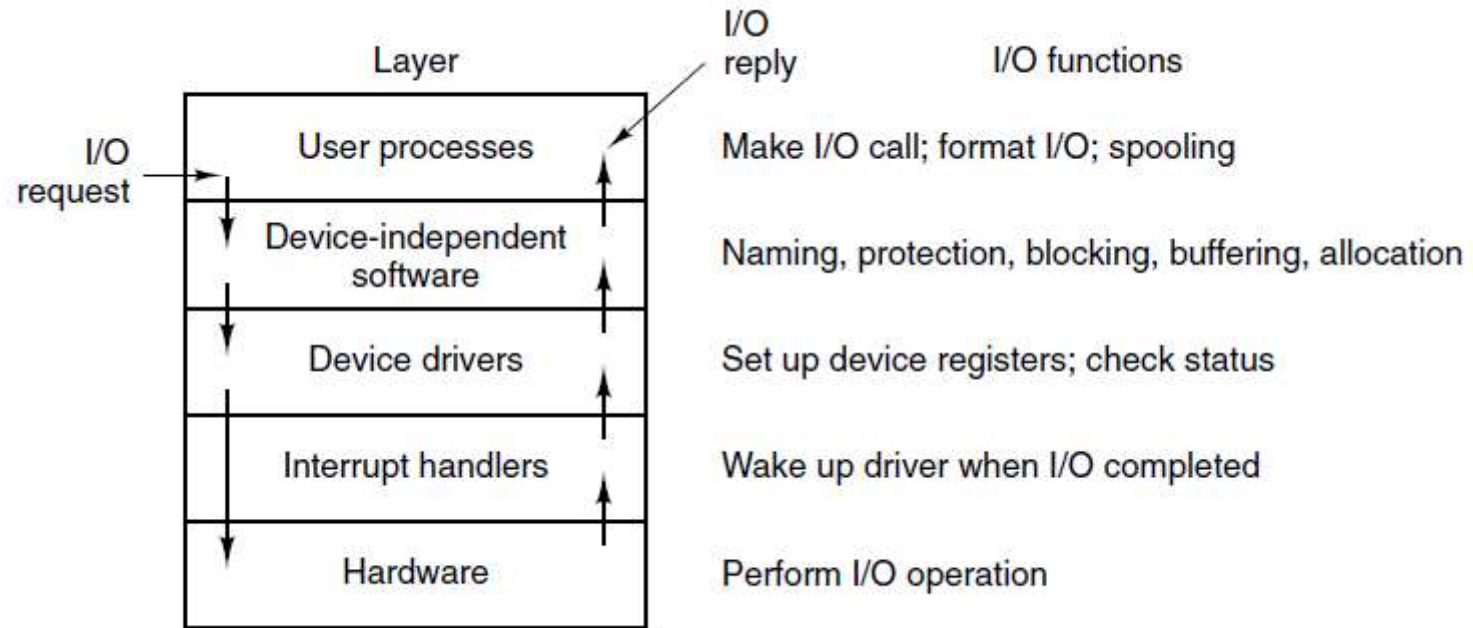 I/O
reply
Layer
I/O functions
I/O
request
User processes
Make I/O call; format I/O; spooling
Device-independent
software
Naming, protection, blocking, buffering, allocation
Device drivers
Set up device registers; check status
Interrupt handlers
Wake up driver when I/O completed
Hardware
Perform I/O operation